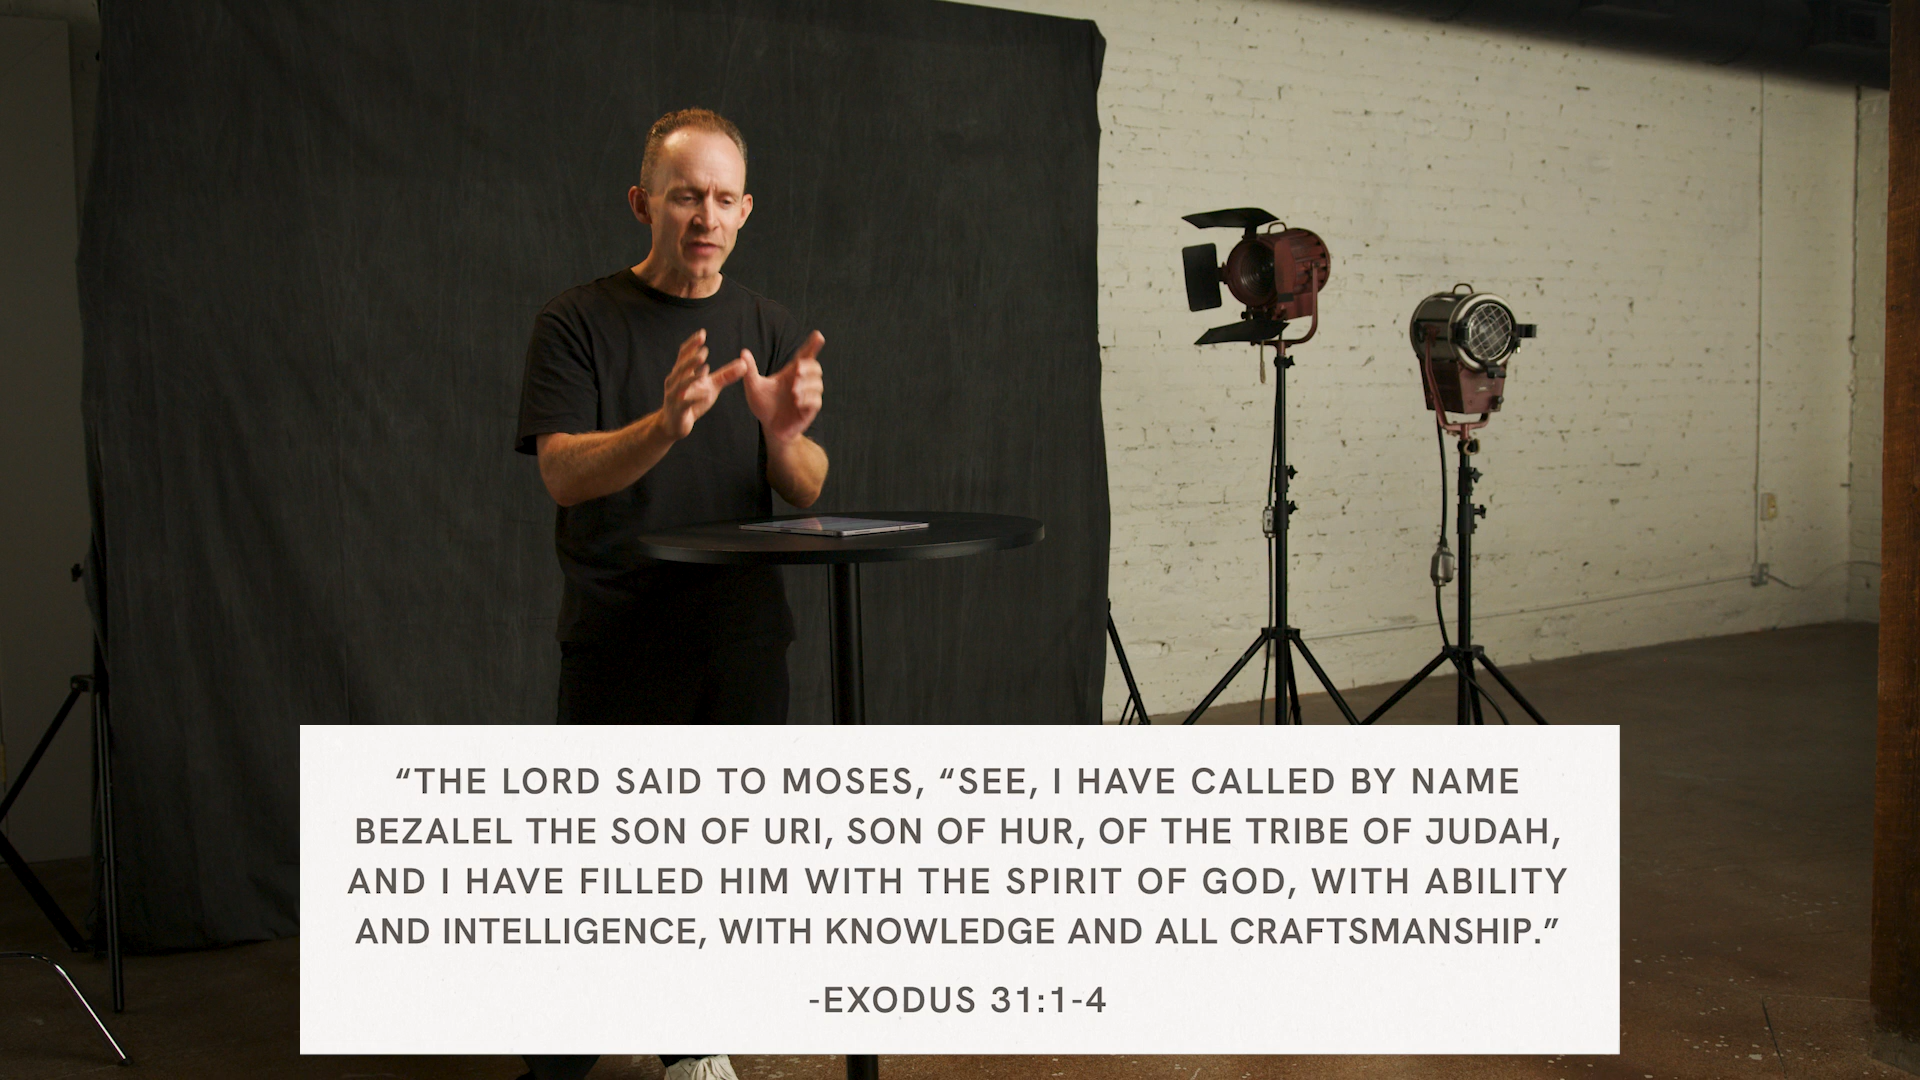 “THE LORD SAID TO MOSES, “SEE, I HAVE CALLED BY NAME
BEZALEL THE SON OF URI, SON OF HUR, OF THE TRIBE OF JUDAH,
AND I HAVE FILLED HIM WITH THE SPIRIT OF GOD, WITH ABILITY
AND INTELLIGENCE, WITH KNOWLEDGE AND ALL CRAFTSMANSHIP.”
-EXODUS 31:1-4